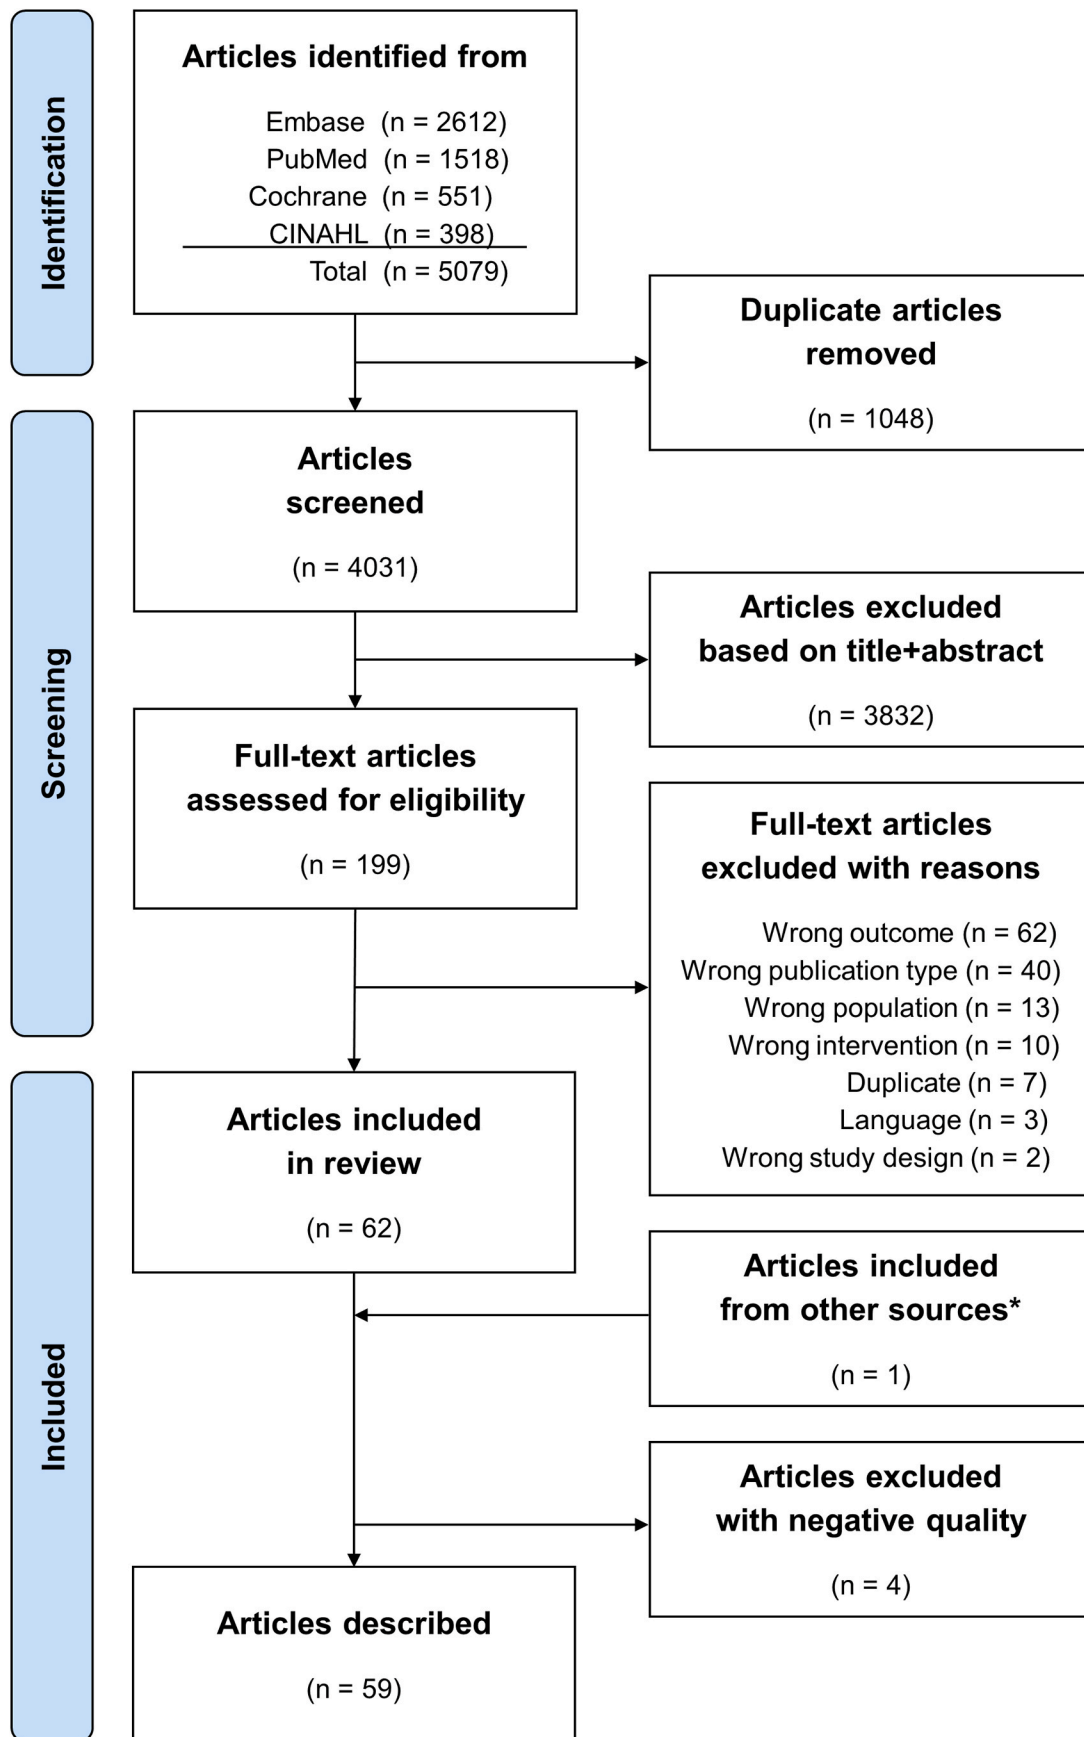 Identification
Articles identified from
Embase (n = 2612)
PubMed (n = 1518)
Cochrane (n = 551)
CINAHL (n = 398)
Total (n = 5079)
Duplicate articles
removed
(n = 1048)
Screening
Articles
screened
(n = 4031)
Articles excluded
based on title+abstract
(n = 3832)
Full-text articles
assessed for eligibility
(n = 199)
Full-text articles
excluded with reasons
Wrong outcome (n = 62)
Wrong publication type (n = 40)
Wrong population (n = 13)
Wrong intervention (n = 10)
Duplicate (n = 7)
Language (n = 3)
Wrong study design (n = 2)
Included
Articles included
in review
(n = 62)
Articles included
from other sources*
(n = 1)
Articles excluded
with negative quality
(n = 4)
Articles described
(n = 59)